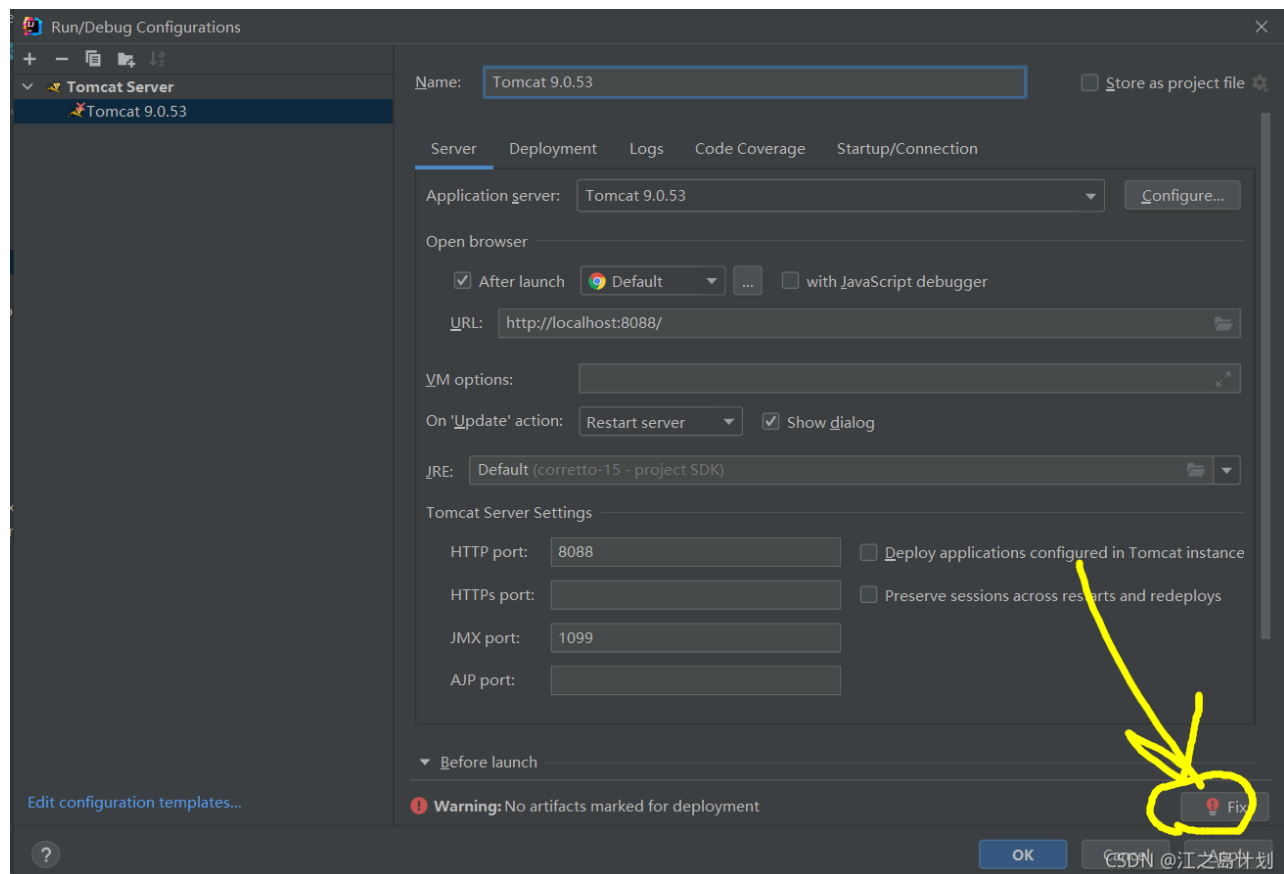 Run/Debug Configurations
Tomcat Server
Tomcat 9.0.53
Edit configuration templates...
Name: Tomcat 9.0.53 Store as project file
Server Deployment Logs Code Coverage Startup/Connection
Application server: Tomcat 9.0.53 Configure...
Open browser
After launch Default ... with JavaScript debugger
URL: http://localhost:8088/
VM options:
On 'Update' action: Restart server Show dialog
JRE: Default (corretto-15 - project SDK)
Tomcat Server Settings
HTTP port: 8088 Deploy applications configured in Tomcat instance
HTTPs port: Preserve sessions across restarts and redeploys
JMX port: 1099
AJP port:
Before launch
Warning: No artifacts marked for deployment Fix
? OK Cancel Apply
CSDN @江之岛计划